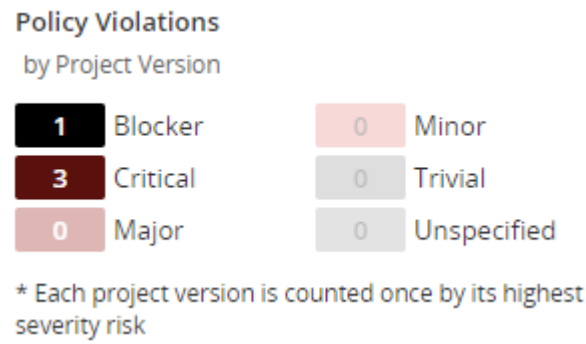 Policy Violations
by Project Version
1 Blocker
0 Minor
3 Critical
0 Trivial
0 Major
0 Unspecified
* Each project version is counted once by its highest
severity risk